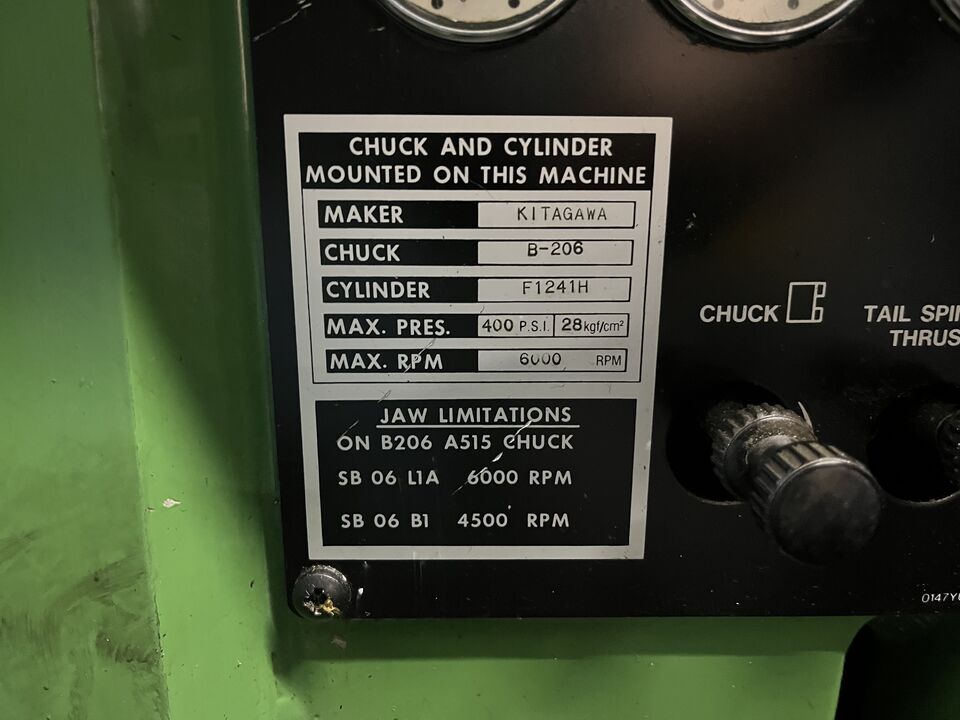 CHUCK AND CYLINDER
MOUNTED ON THIS MACHINE
MAKER KITAGAWA
CHUCK B-206
CYLINDER F1241H
MAX. PRES. 400 P.S.I. 28 kgf/cm²
MAX. RPM 6000 RPM
JAW LIMITATIONS
ON B206 A515 CHUCK
SB 06 L1A 6000 RPM
SB 06 B1 4500 RPM
CHUCK
TAIL